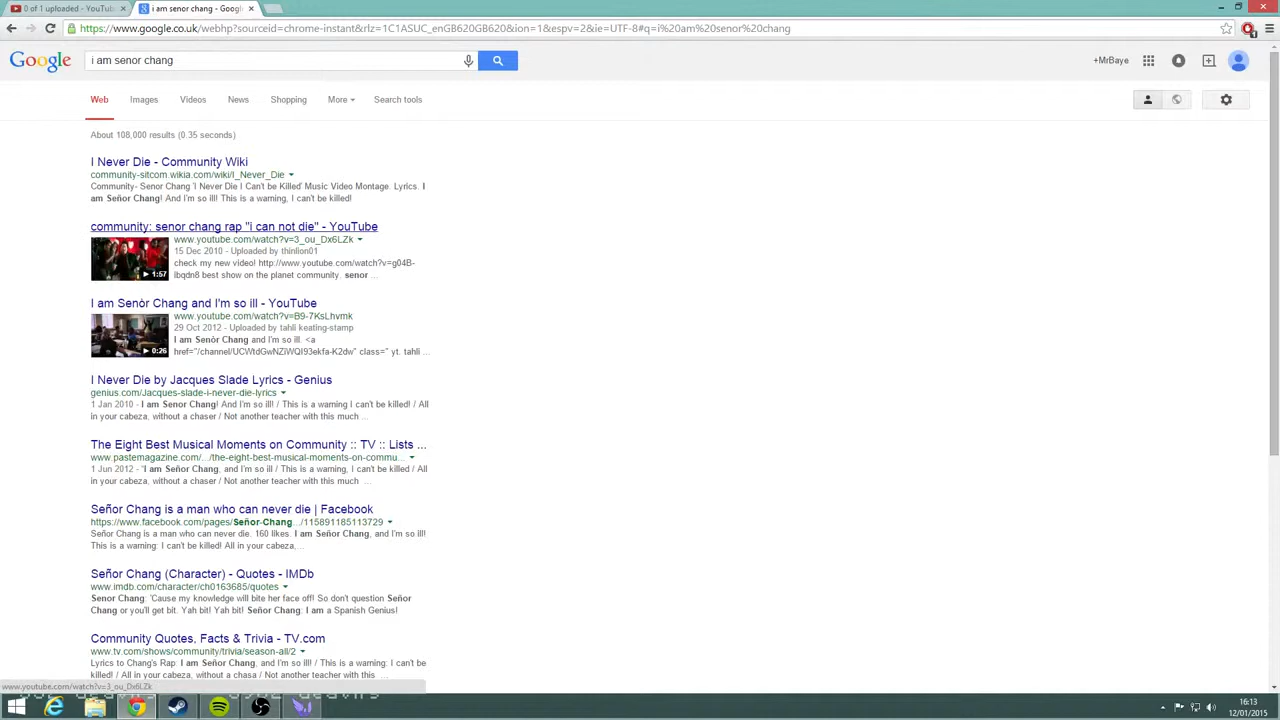 0 of 1 uploaded - YouTub
i am senor chang - Google
https://www.google.co.uk/webhp?sourceid=chrome-instant&rlz=1C1ASUC_enGB620GB620&ion=1&espv=2&ie=UTF-8#q=i%20am%20senor%20chang
Google
i am senor chang
+MrBaye
Web Images Videos News Shopping More Search tools
About 108,000 results (0.35 seconds)
I Never Die - Community Wiki
community-sitcom.wikia.com/wiki/I_Never_Die
Community- Senor Chang 'I Never Die I Can't be Killed' Music Video Montage. Lyrics. I
am Señor Chang! And I'm so ill! This is a warning, I can't be killed!
community: senor chang rap "i can not die" - YouTube
www.youtube.com/watch?v=3_ou_Dx6LZk
15 Dec 2010 - Uploaded by thinlion01
check my new video! http://www.youtube.com/watch?v=g04B-
lbqdn8 best show on the planet community. senor ...
1:57
I am Senòr Chang and I'm so ill - YouTube
www.youtube.com/watch?v=B9-7KsLhvmk
29 Oct 2012 - Uploaded by tahli keating-stamp
I am Senòr Chang and I'm so ill. <a
href="/channel/UCWtdGwNZiWQI93ekfa-K2dw" class=" yt. tahli ...
0:26
I Never Die by Jacques Slade Lyrics - Genius
genius.com/Jacques-slade-i-never-die-lyrics
1 Jan 2010 - I am Senor Chang! And I'm so ill! / This is a warning I can't be killed! / All
in your cabeza, without a chaser / Not another teacher with this much ...
The Eight Best Musical Moments on Community :: TV :: Lists ...
www.pastemagazine.com/.../the-eight-best-musical-moments-on-commu...
1 Jun 2012 - "I am Señor Chang, and I'm so ill / This is a warning, I can't be killed / All
in your cabeza, without a chaser / Not another teacher with this much ...
Señor Chang is a man who can never die | Facebook
https://www.facebook.com/pages/Señor-Chang.../115891185113729
Señor Chang is a man who can never die. 160 likes. I am Señor Chang, and I'm so ill!
This is a warning: I can't be killed! All in your cabeza,...
Señor Chang (Character) - Quotes - IMDb
www.imdb.com/character/ch0163685/quotes
Senor Chang: 'Cause my knowledge will bite her face off! So don't question Señor
Chang or you'll get bit. Yah bit! Yah bit! Señor Chang: I am a Spanish Genius!
Community Quotes, Facts & Trivia - TV.com
www.tv.com/shows/community/trivia/season-all/2
Lyrics to Chang's Rap: I am Señor Chang, and I'm so ill! / This is a warning: I can't be
killed! / All in your cabeza, without a chasa / Not another teacher with this much ...
www.youtube.com/watch?v=3_ou_Dx6LZk
16:13
12/01/2015